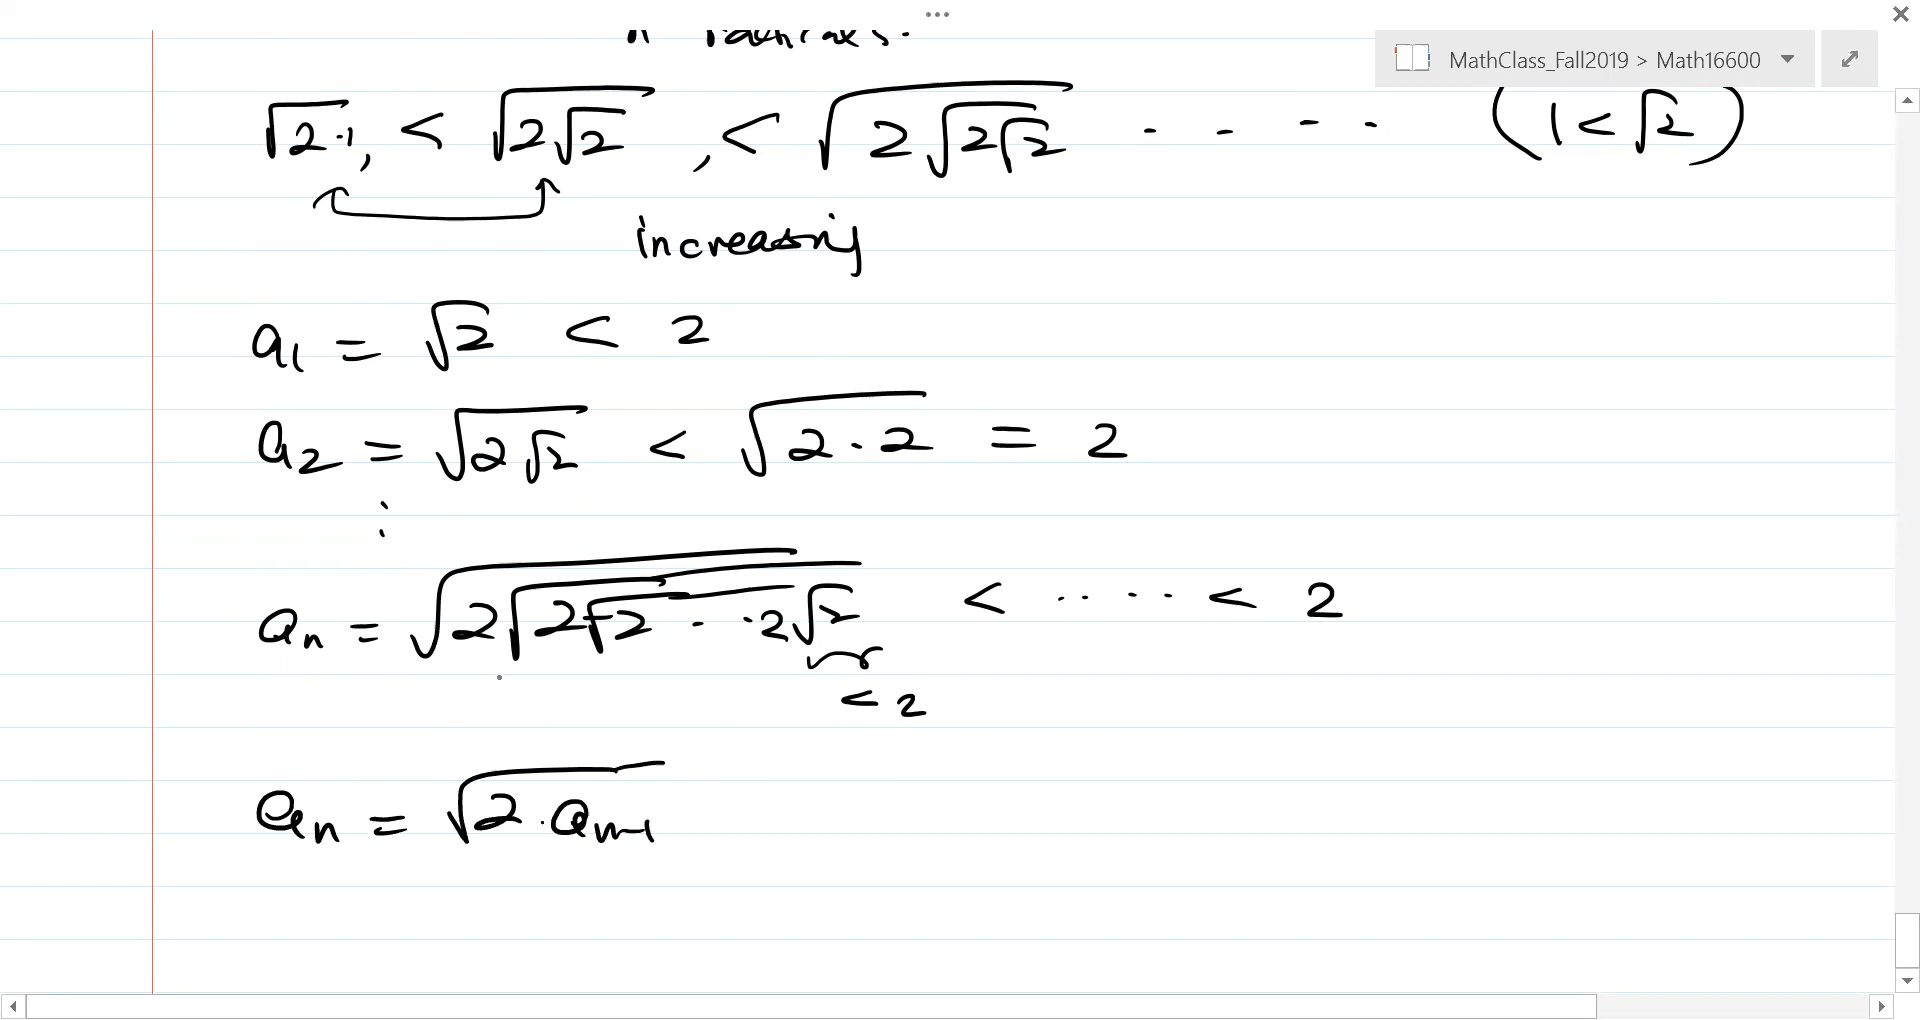 n radicals.
MathClass_Fall2019 > Math16600
√(2·1), < √(2√2), < √(2√(2√2)) · · · · (1 < √2)
increasing
a₁ = √2 < 2
a₂ = √(2√2) < √(2·2) = 2
⋮
aₙ = √(2√(2√(2 · · 2√2))) < ···· < 2
< 2
aₙ = √(2·aₙ₋₁)